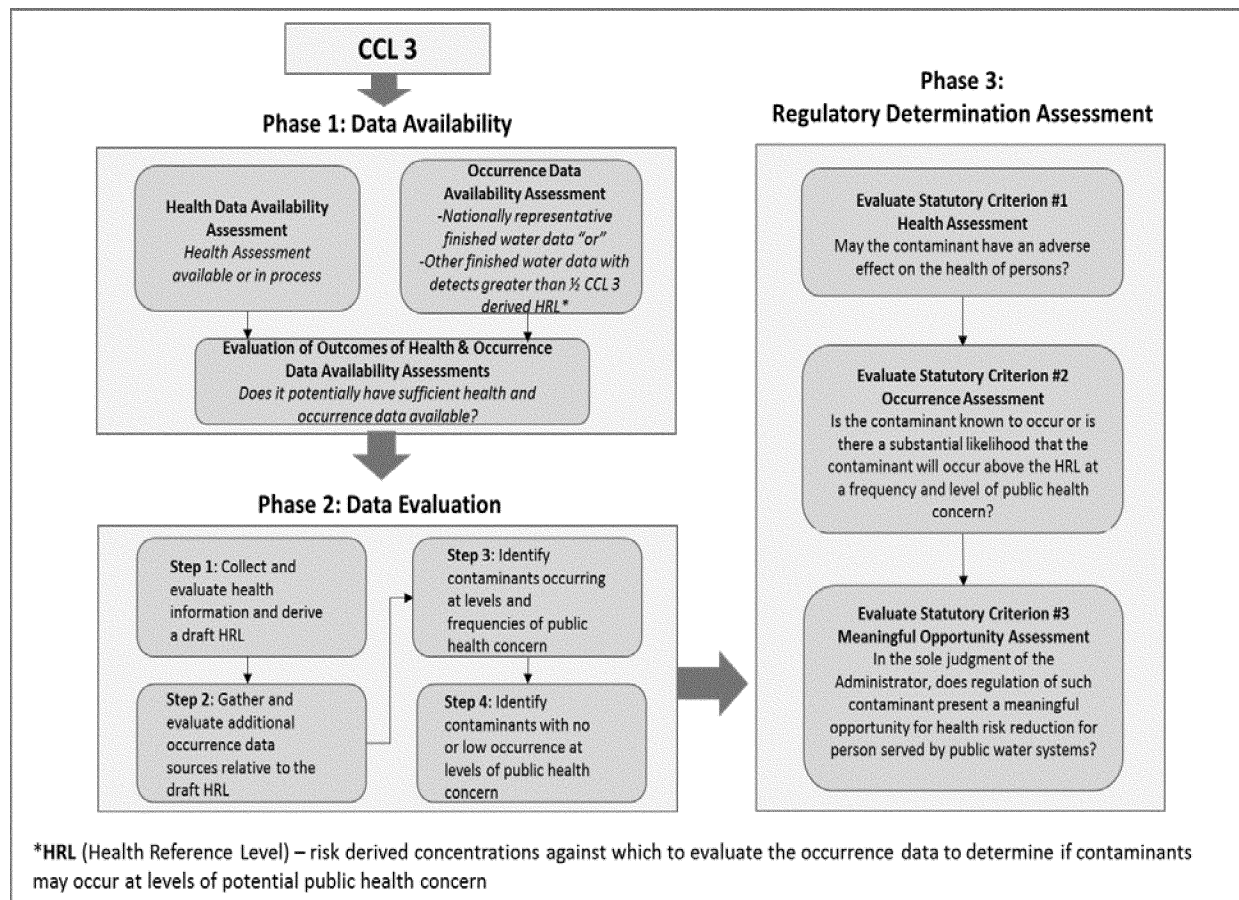 CCL 3
Phase 1: Data Availability
Health Data Availability
Assessment
Health Assessment
available or in process
Occurrence Data
Availability Assessment
-Nationally representative
finished water data “or”
-Other finished water data with
detects greater than ½ CCL 3
derived HRL*
Evaluation of Outcomes of Health & Occurrence
Data Availability Assessments
Does it potentially have sufficient health and
occurrence data available?
Phase 2: Data Evaluation
Step 1: Collect and
evaluate health
information and derive
a draft HRL
Step 2: Gather and
evaluate additional
occurrence data
sources relative to the
draft HRL
Step 3: Identify
contaminants occurring
at levels and
frequencies of public
health concern
Step 4: Identify
contaminants with no
or low occurrence at
levels of public health
concern
Phase 3:
Regulatory Determination Assessment
Evaluate Statutory Criterion #1
Health Assessment
May the contaminant have an adverse
effect on the health of persons?
Evaluate Statutory Criterion #2
Occurrence Assessment
Is the contaminant known to occur or is
there a substantial likelihood that the
contaminant will occur above the HRL at
a frequency and level of public health
concern?
Evaluate Statutory Criterion #3
Meaningful Opportunity Assessment
In the sole judgment of the
Administrator, does regulation of such
contaminant present a meaningful
opportunity for health risk reduction for
person served by public water systems?
*HRL (Health Reference Level) – risk derived concentrations against which to evaluate the occurrence data to determine if contaminants
may occur at levels of potential public health concern